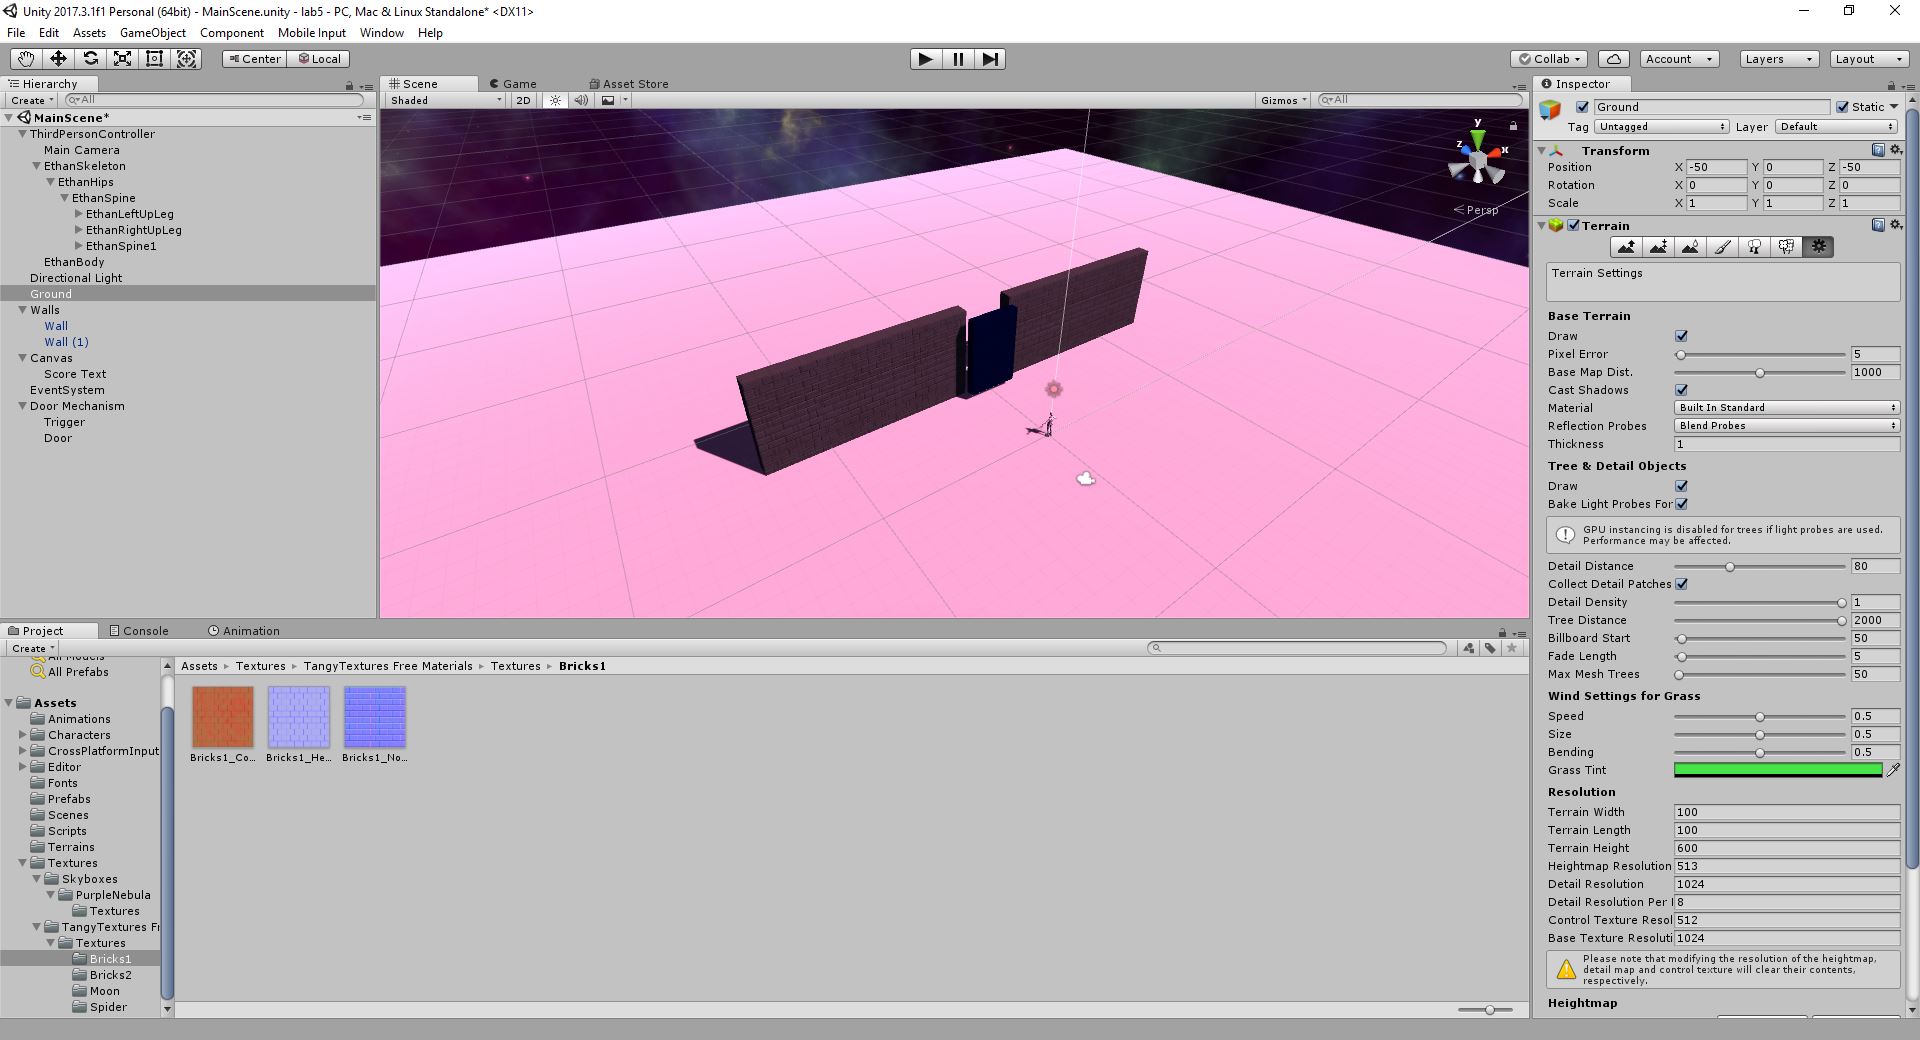 Unity 2017.3.1f1 Personal (64bit) - MainScene.unity - lab5 - PC, Mac & Linux Standalone* <DX11>
File Edit Assets GameObject Component Mobile Input Window Help
Center Local
Collab Account Layers Layout
Hierarchy
Create All
MainScene*
ThirdPersonController
Main Camera
EthanSkeleton
EthanHips
EthanSpine
EthanLeftUpLeg
EthanRightUpLeg
EthanSpine1
EthanBody
Directional Light
Ground
Walls
Wall
Wall (1)
Canvas
Score Text
EventSystem
Door Mechanism
Trigger
Door
Scene Game Asset Store
Shaded 2D Gizmos All
y
z x
Persp
Inspector
Ground Static
Tag Untagged Layer Default
Transform
Position X -50 Y 0 Z -50
Rotation X 0 Y 0 Z 0
Scale X 1 Y 1 Z 1
Terrain
Terrain Settings
Base Terrain
Draw
Pixel Error 5
Base Map Dist. 1000
Cast Shadows
Material Built In Standard
Reflection Probes Blend Probes
Thickness 1
Tree & Detail Objects
Draw
Bake Light Probes For
GPU instancing is disabled for trees if light probes are used.
Performance may be affected.
Detail Distance 80
Collect Detail Patches
Detail Density 1
Tree Distance 2000
Billboard Start 50
Fade Length 5
Max Mesh Trees 50
Wind Settings for Grass
Speed 0.5
Size 0.5
Bending 0.5
Grass Tint
Resolution
Terrain Width 100
Terrain Length 100
Terrain Height 600
Heightmap Resolution 513
Detail Resolution 1024
Detail Resolution Per 8
Control Texture Resol 512
Base Texture Resoluti 1024
Please note that modifying the resolution of the heightmap,
detail map and control texture will clear their contents,
respectively.
Heightmap
Project Console Animation
Create
All Models
All Prefabs
Assets
Animations
Characters
CrossPlatformInput
Editor
Fonts
Prefabs
Scenes
Scripts
Terrains
Textures
Skyboxes
PurpleNebula
Textures
TangyTextures Fr
Textures
Bricks1
Bricks2
Moon
Spider
Assets Textures TangyTextures Free Materials Textures Bricks1
Bricks1_Co... Bricks1_He... Bricks1_No...